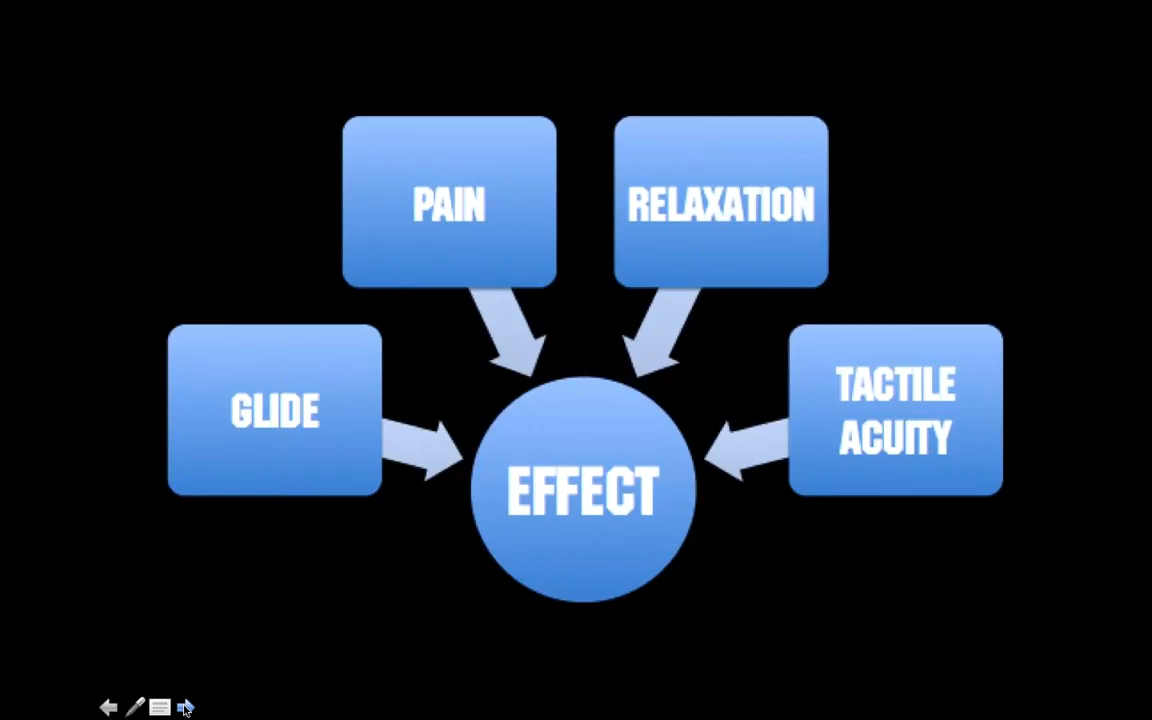 PAIN
RELAXATION
GLIDE
TACTILE
ACUITY
EFFECT